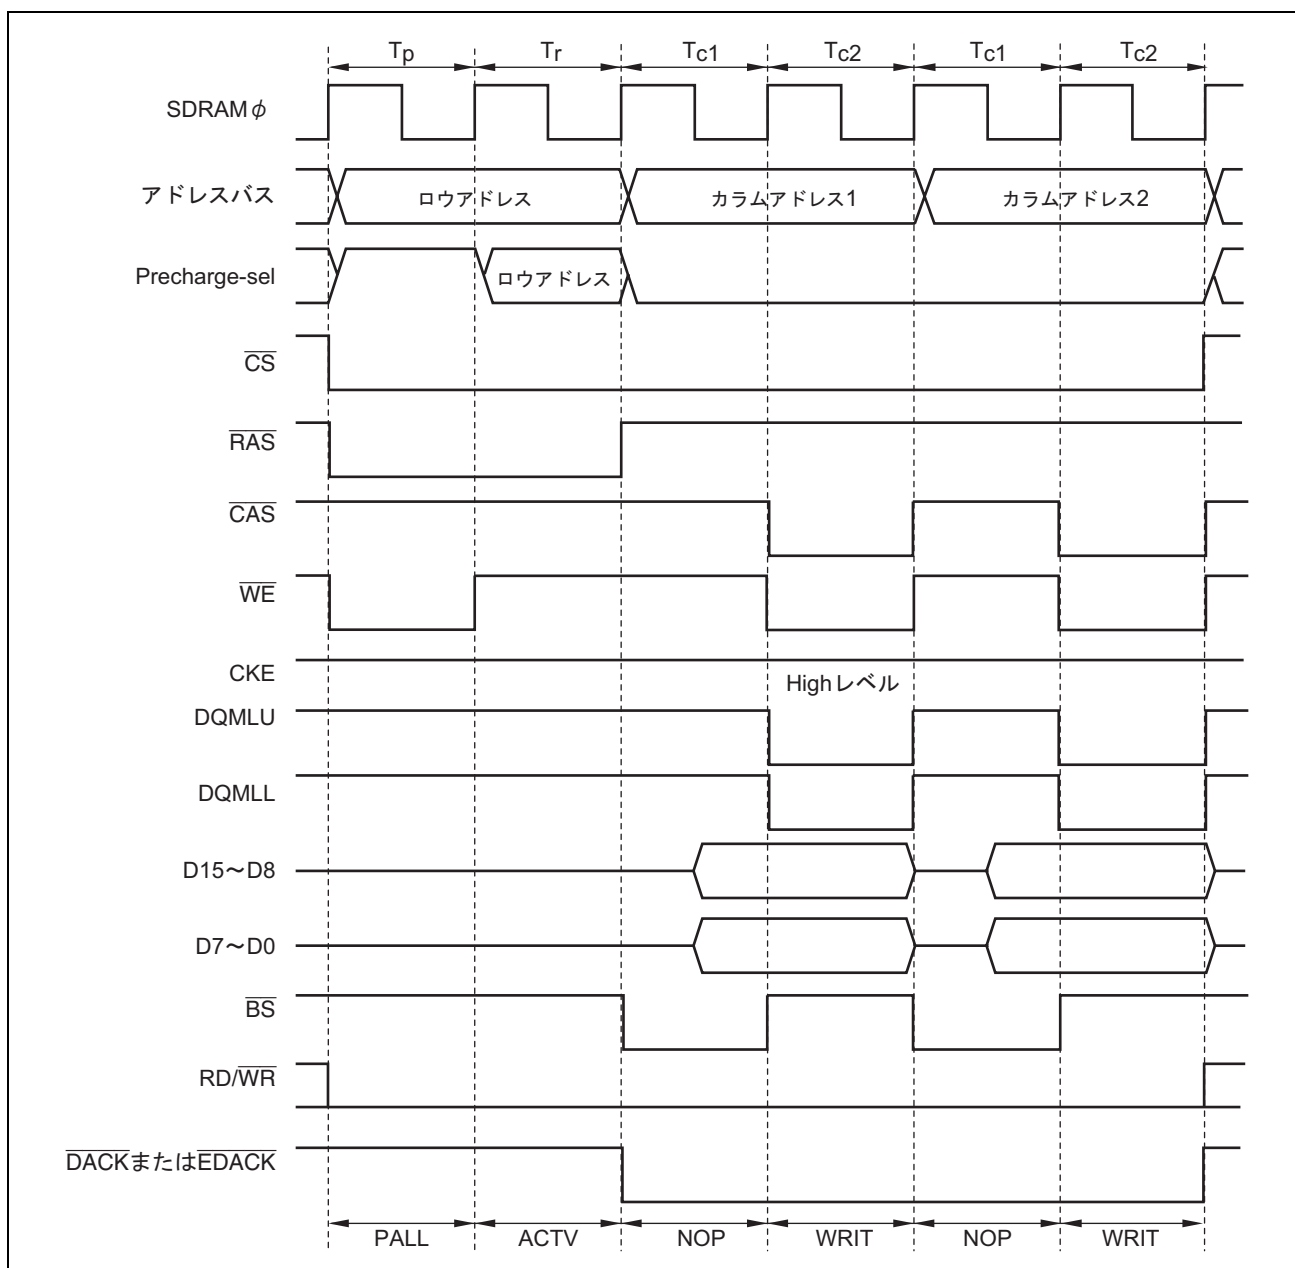 Tp Tr Tc1 Tc2 Tc1 Tc2
SDRAMφ
アドレスバス ロウアドレス カラムアドレス1 カラムアドレス2
Precharge-sel ロウアドレス
CS
RAS
CAS
WE
CKE
Highレベル
DQMLU
DQMLL
D15～D8
D7～D0
BS
RD/WR
DACKまたはEDACK
PALL ACTV NOP WRIT NOP WRIT